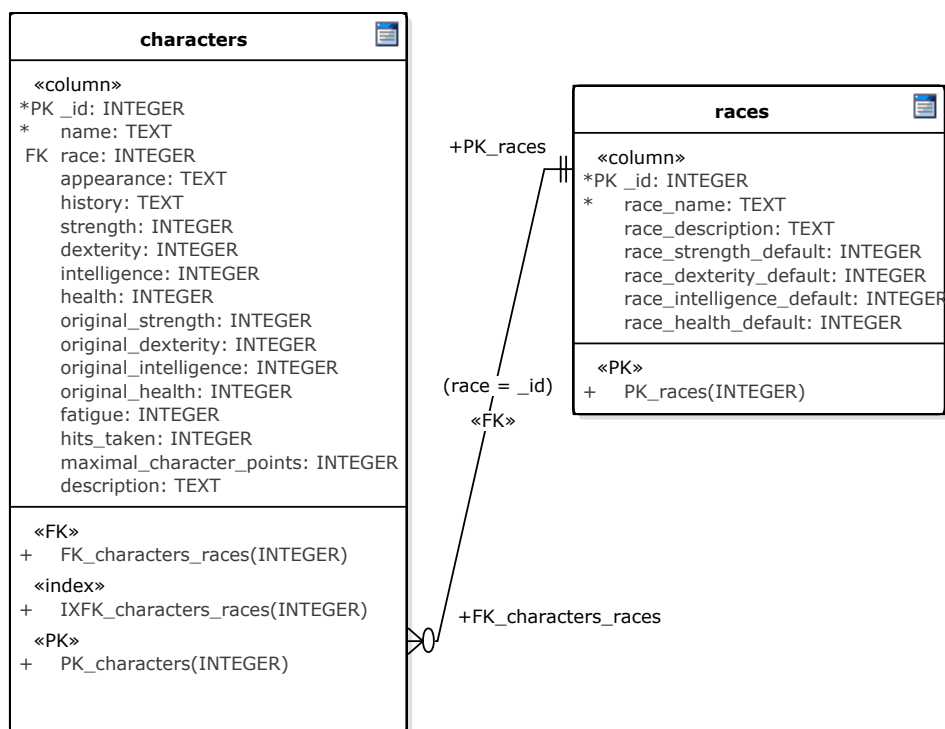 characters
«column»
*PK _id: INTEGER
* name: TEXT
FK race: INTEGER
appearance: TEXT
history: TEXT
strength: INTEGER
dexterity: INTEGER
intelligence: INTEGER
health: INTEGER
original_strength: INTEGER
original_dexterity: INTEGER
original_intelligence: INTEGER
original_health: INTEGER
fatigue: INTEGER
hits_taken: INTEGER
maximal_character_points: INTEGER
description: TEXT
«FK»
+ FK_characters_races(INTEGER)
«index»
+ IXFK_characters_races(INTEGER)
«PK»
+ PK_characters(INTEGER)
+PK_races
(race = _id)
«FK»
+FK_characters_races
races
«column»
*PK _id: INTEGER
* race_name: TEXT
race_description: TEXT
race_strength_default: INTEGER
race_dexterity_default: INTEGER
race_intelligence_default: INTEGER
race_health_default: INTEGER
«PK»
+ PK_races(INTEGER)